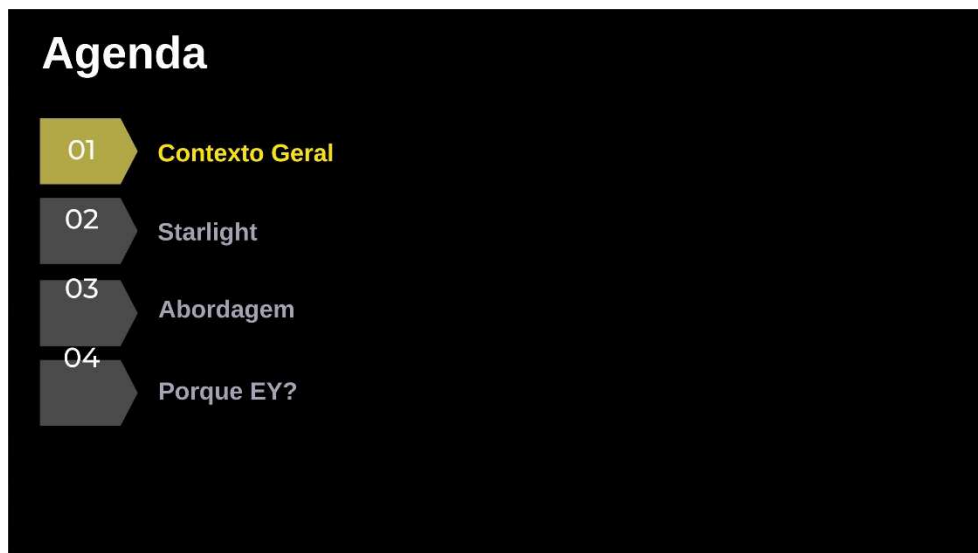 Agenda
01 Contexto Geral
02 Starlight
03 Abordagem
04 Porque EY?